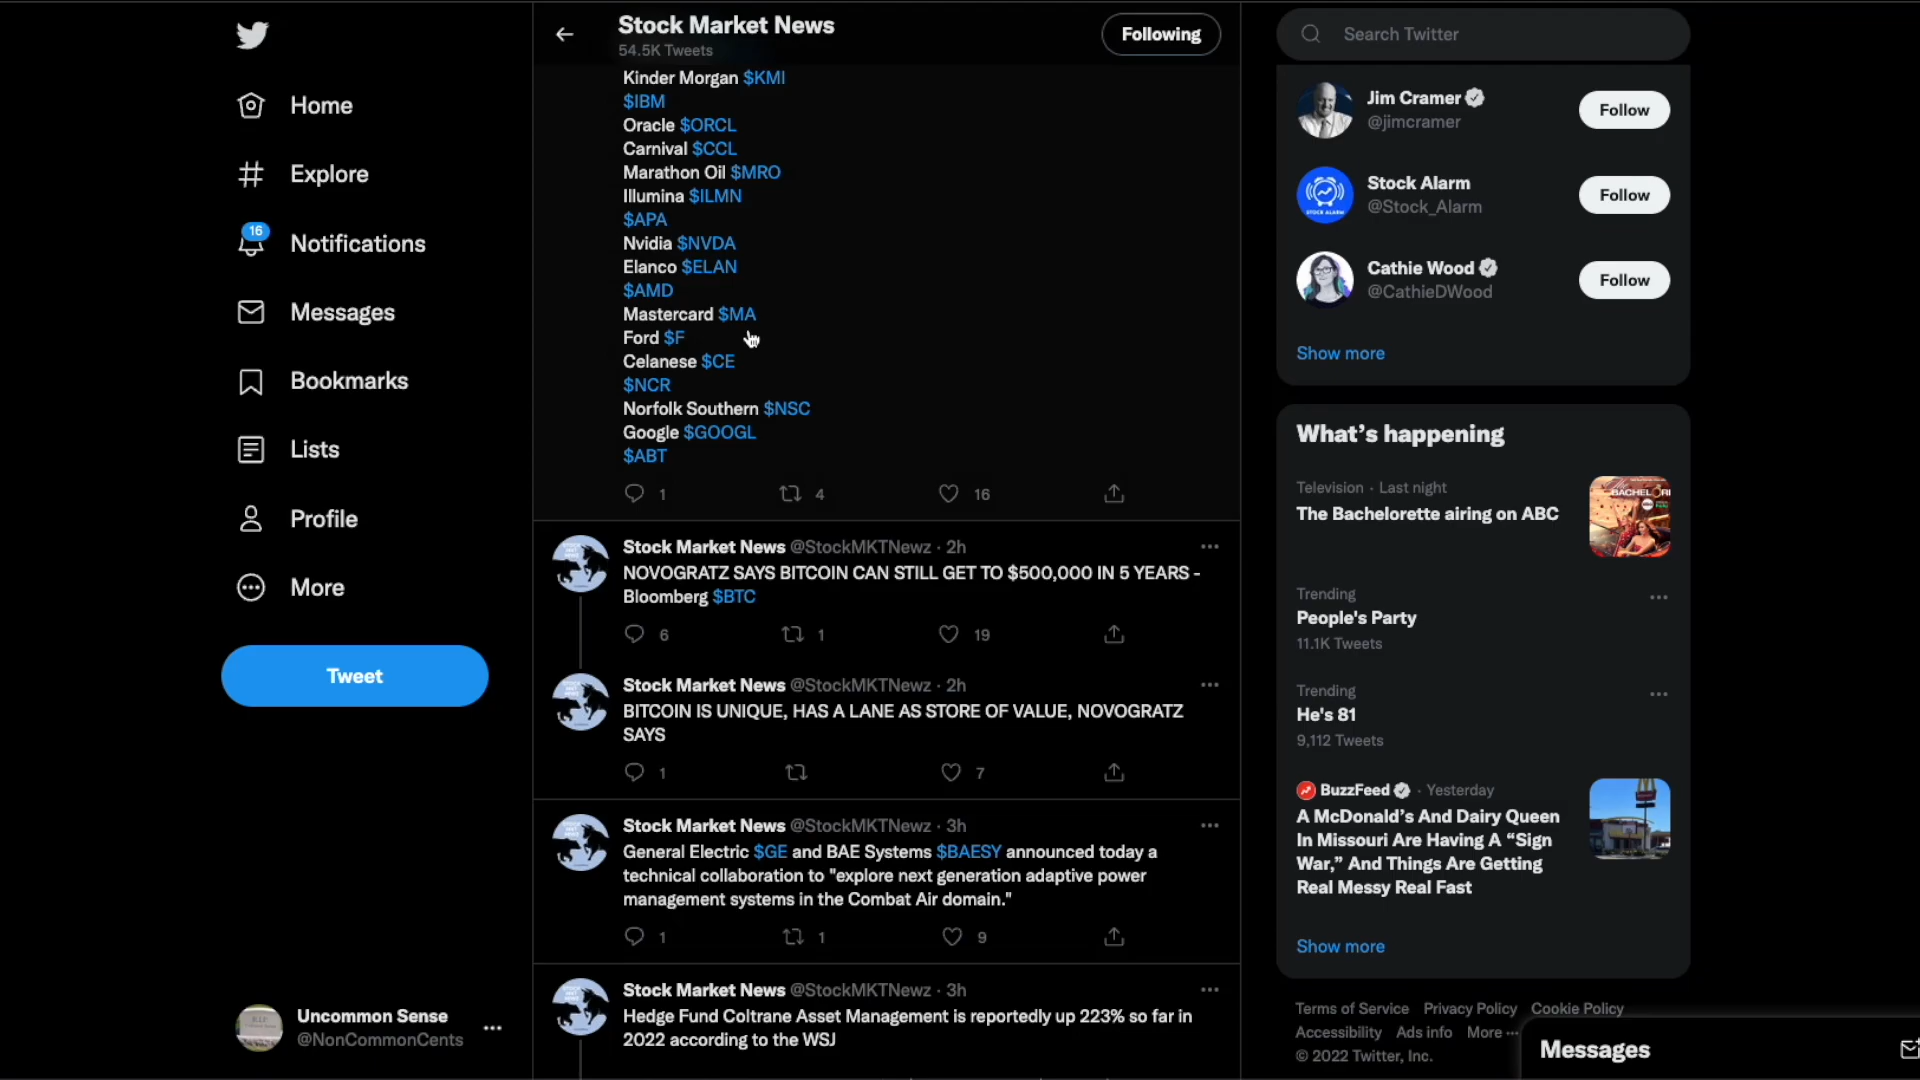 Home
Explore
16
Notifications
Messages
Bookmarks
Lists
Profile
More
Tweet
Uncommon Sense
@NonCommonCents
Stock Market News
54.5K Tweets
Following
Kinder Morgan $KMI
$IBM
Oracle $ORCL
Carnival $CCL
Marathon Oil $MRO
Illumina $ILMN
$APA
Nvidia $NVDA
Elanco $ELAN
$AMD
Mastercard $MA
Ford $F
Celanese $CE
$NCR
Norfolk Southern $NSC
Google $GOOGL
$ABT
1 4 16
Stock Market News @StockMKTNewz · 2h
NOVOGRATZ SAYS BITCOIN CAN STILL GET TO $500,000 IN 5 YEARS -
Bloomberg $BTC
6 1 19
Stock Market News @StockMKTNewz · 2h
BITCOIN IS UNIQUE, HAS A LANE AS STORE OF VALUE, NOVOGRATZ
SAYS
1 7
Stock Market News @StockMKTNewz · 3h
General Electric $GE and BAE Systems $BAESY announced today a
technical collaboration to "explore next generation adaptive power
management systems in the Combat Air domain."
1 1 9
Stock Market News @StockMKTNewz · 3h
Hedge Fund Coltrane Asset Management is reportedly up 223% so far in
2022 according to the WSJ
Search Twitter
Jim Cramer
@jimcramer
Follow
STOCK ALARM
Stock Alarm
@Stock_Alarm
Follow
Cathie Wood
@CathieDWood
Follow
Show more
What's happening
Television · Last night
The Bachelorette airing on ABC
Trending
People's Party
11.1K Tweets
Trending
He's 81
9,112 Tweets
BuzzFeed · Yesterday
A McDonald's And Dairy Queen
In Missouri Are Having A “Sign
War,” And Things Are Getting
Real Messy Real Fast
Show more
Terms of Service Privacy Policy Cookie Policy
Accessibility Ads info More ···
© 2022 Twitter, Inc.
Messages